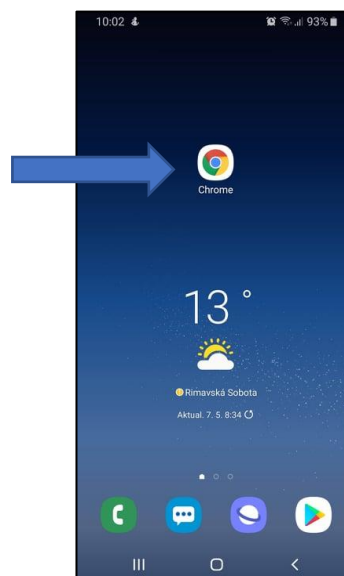 10:02 93%
Chrome
13°
Rimavská Sobota
Aktual. 7. 5. 8:34